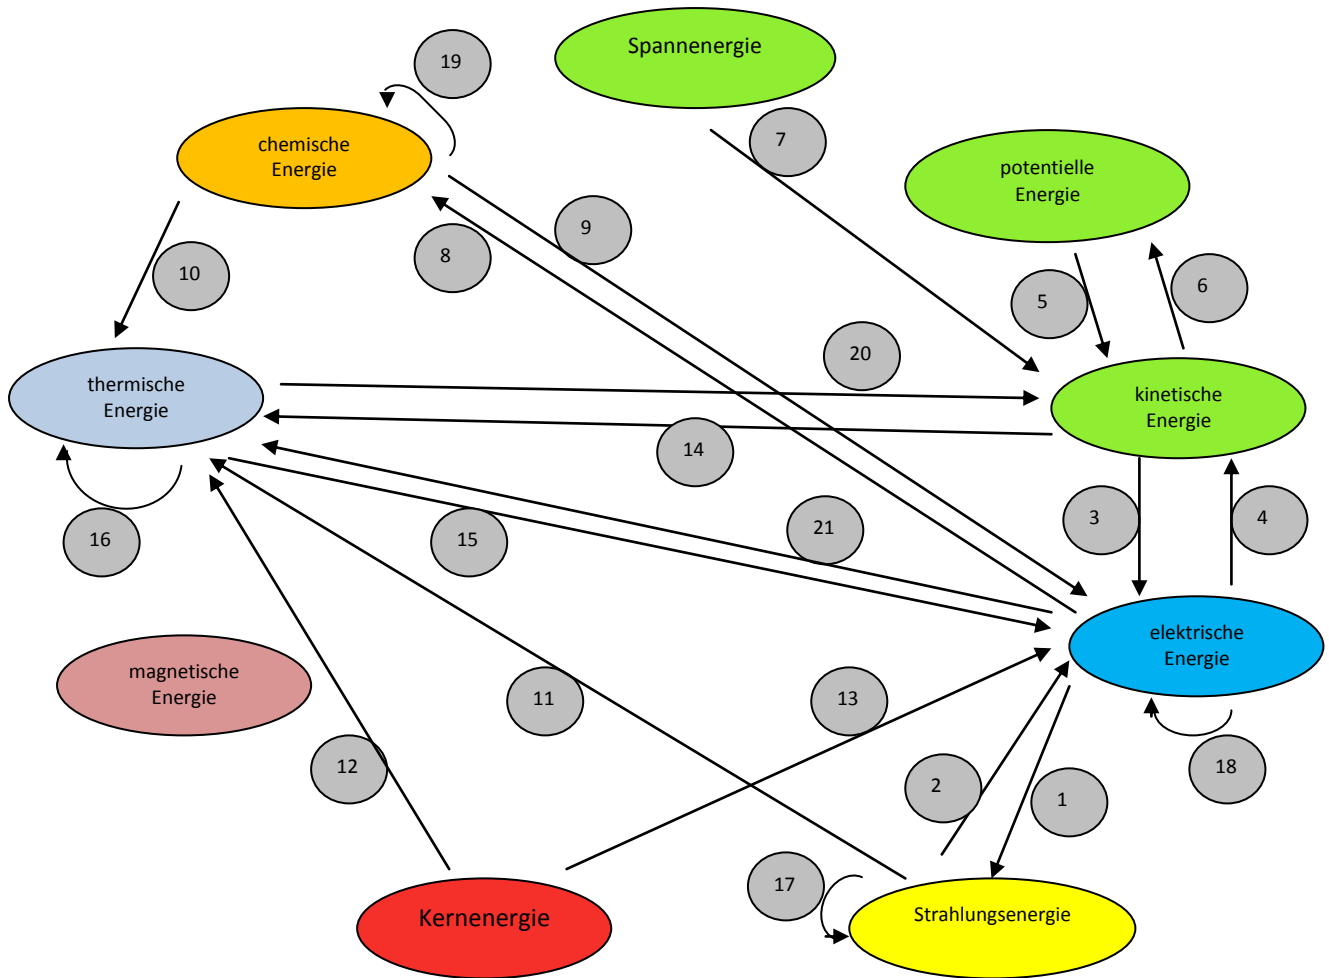 Spannenergie
19
7
chemische
Energie
potentielle
Energie
9
8
10
6
5
20
thermische
Energie
kinetische
Energie
14
3
4
21
16
15
elektrische
Energie
magnetische
Energie
11
13
12
18
2
1
17
Kernenergie
Strahlungsenergie